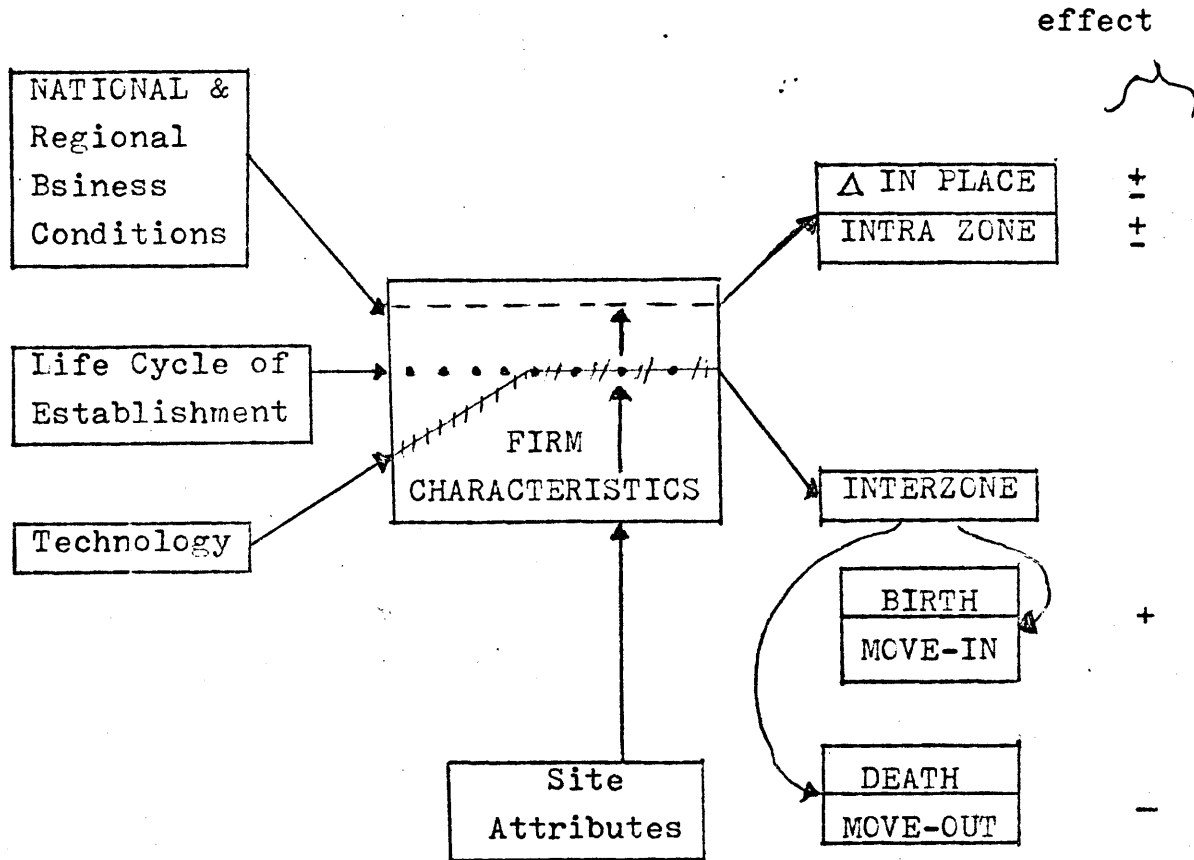 effect
NATIONAL &
Regional
Bsiness
Conditions
Δ IN PLACE ±
INTRA ZONE ±
Life Cycle of
Establishment
FIRM
CHARACTERISTICS
INTERZONE
Technology
BIRTH
MOVE-IN
+
Site
Attributes
DEATH
MOVE-OUT
−